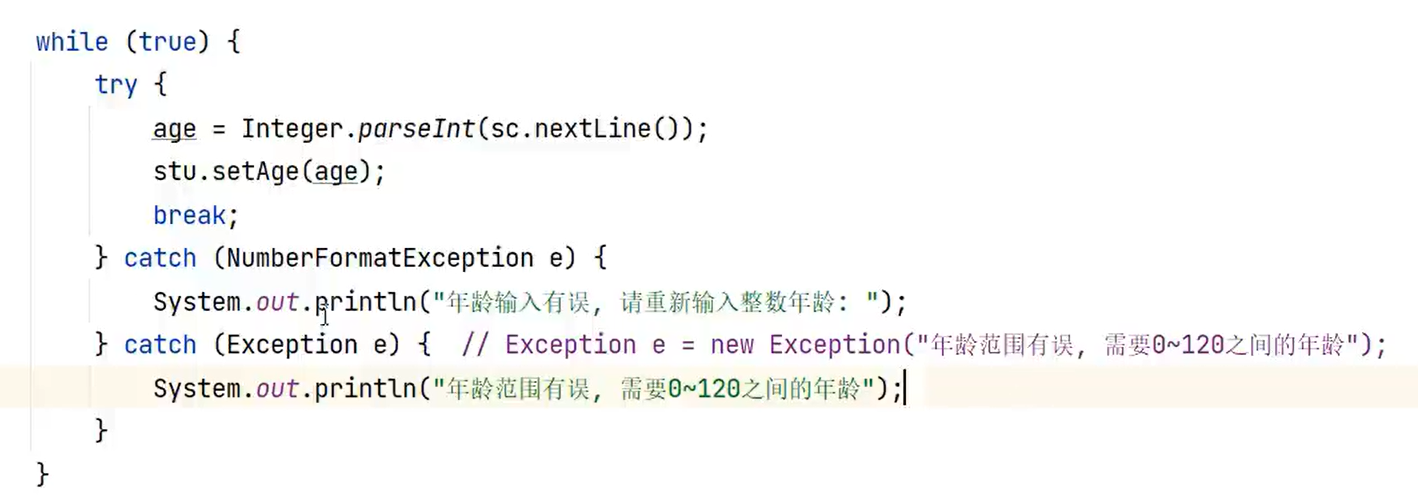 while (true) {
try {
age = Integer.parseInt(sc.nextLine());
stu.setAge(age);
break;
} catch (NumberFormatException e) {
System.out.println("年龄输入有误, 请重新输入整数年龄: ");
} catch (Exception e) {  // Exception e = new Exception("年龄范围有误, 需要0~120之间的年龄");
System.out.println("年龄范围有误, 需要0~120之间的年龄");
}
}